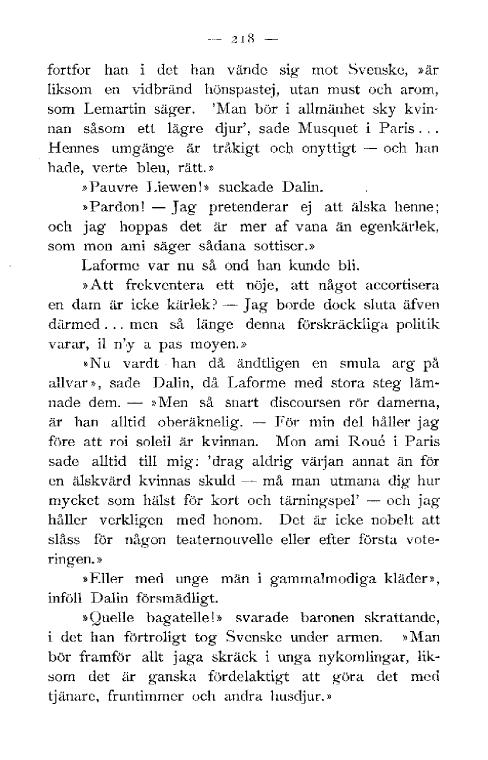 — 218 —
fortfor han i det han vände sig mot Svenske, »är
liksom en vidbränd hönspastej, utan must och arom,
som Lemartin säger. 'Man bör i allmänhet sky kvin-
nan såsom ett lägre djur', sade Musquet i Paris...
Hennes umgänge är tråkigt och onyttigt — och han
hade, verte bleu, rätt.»
»Pauvre Liewen!» suckade Dalin.
»Pardon! — Jag pretenderar ej att älska henne;
och jag hoppas det är mer af vana än egenkärlek,
som mon ami säger sådana sottiser.»
Laforme var nu så ond han kunde bli.
»Att frekventera ett nöje, att något accortisera
en dam är icke kärlek? — Jag borde dock sluta äfven
därmed... men så länge denna förskräckliga politik
varar, il n'y a pas moyen.»
»Nu vardt han då ändtligen en smula arg på
allvar», sade Dalin, då Laforme med stora steg läm-
nade dem. — »Men så snart discoursen rör damerna,
är han alltid oberäknelig. — För min del håller jag
före att roi soleil är kvinnan. Mon ami Roué i Paris
sade alltid till mig: 'drag aldrig värjan annat än för
en älskvärd kvinnas skuld — må man utmana dig hur
mycket som hälst för kort och tärningspel' — och jag
håller verkligen med honom. Det är icke nobelt att
slåss för någon teaternouvelle eller efter första vote-
ringen.»
»Eller med unge män i gammalmodiga kläder»,
inföll Dalin försmädligt.
»Quelle bagatelle!» svarade baronen skrattande,
i det han förtroligt tog Svenske under armen. »Man
bör framför allt jaga skräck i unga nykomlingar, lik-
som det är ganska fördelaktigt att göra det med
tjänare, fruntimmer och andra husdjur.»